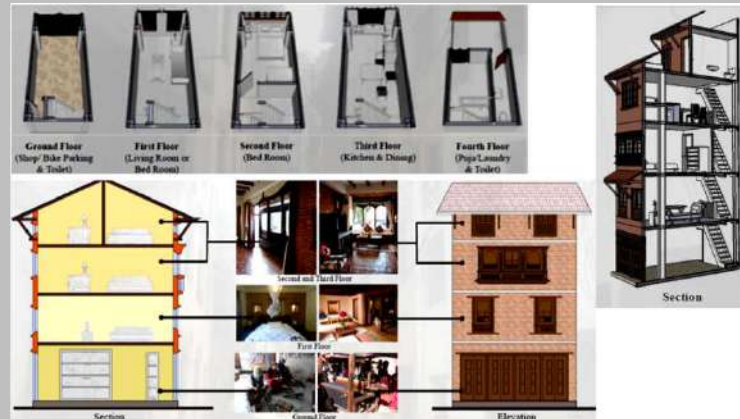 Ground Floor
(Shop/ Bike Parking
& Toilet)
First Floor
(Living Room or
Bed Room)
Second Floor
(Bed Room)
Third Floor
(Kitchen & Dining)
Fourth Floor
(Puja/Laundry
& Toilet)
Second and Third Floor
First Floor
Ground Floor
Section
Elevation
Section